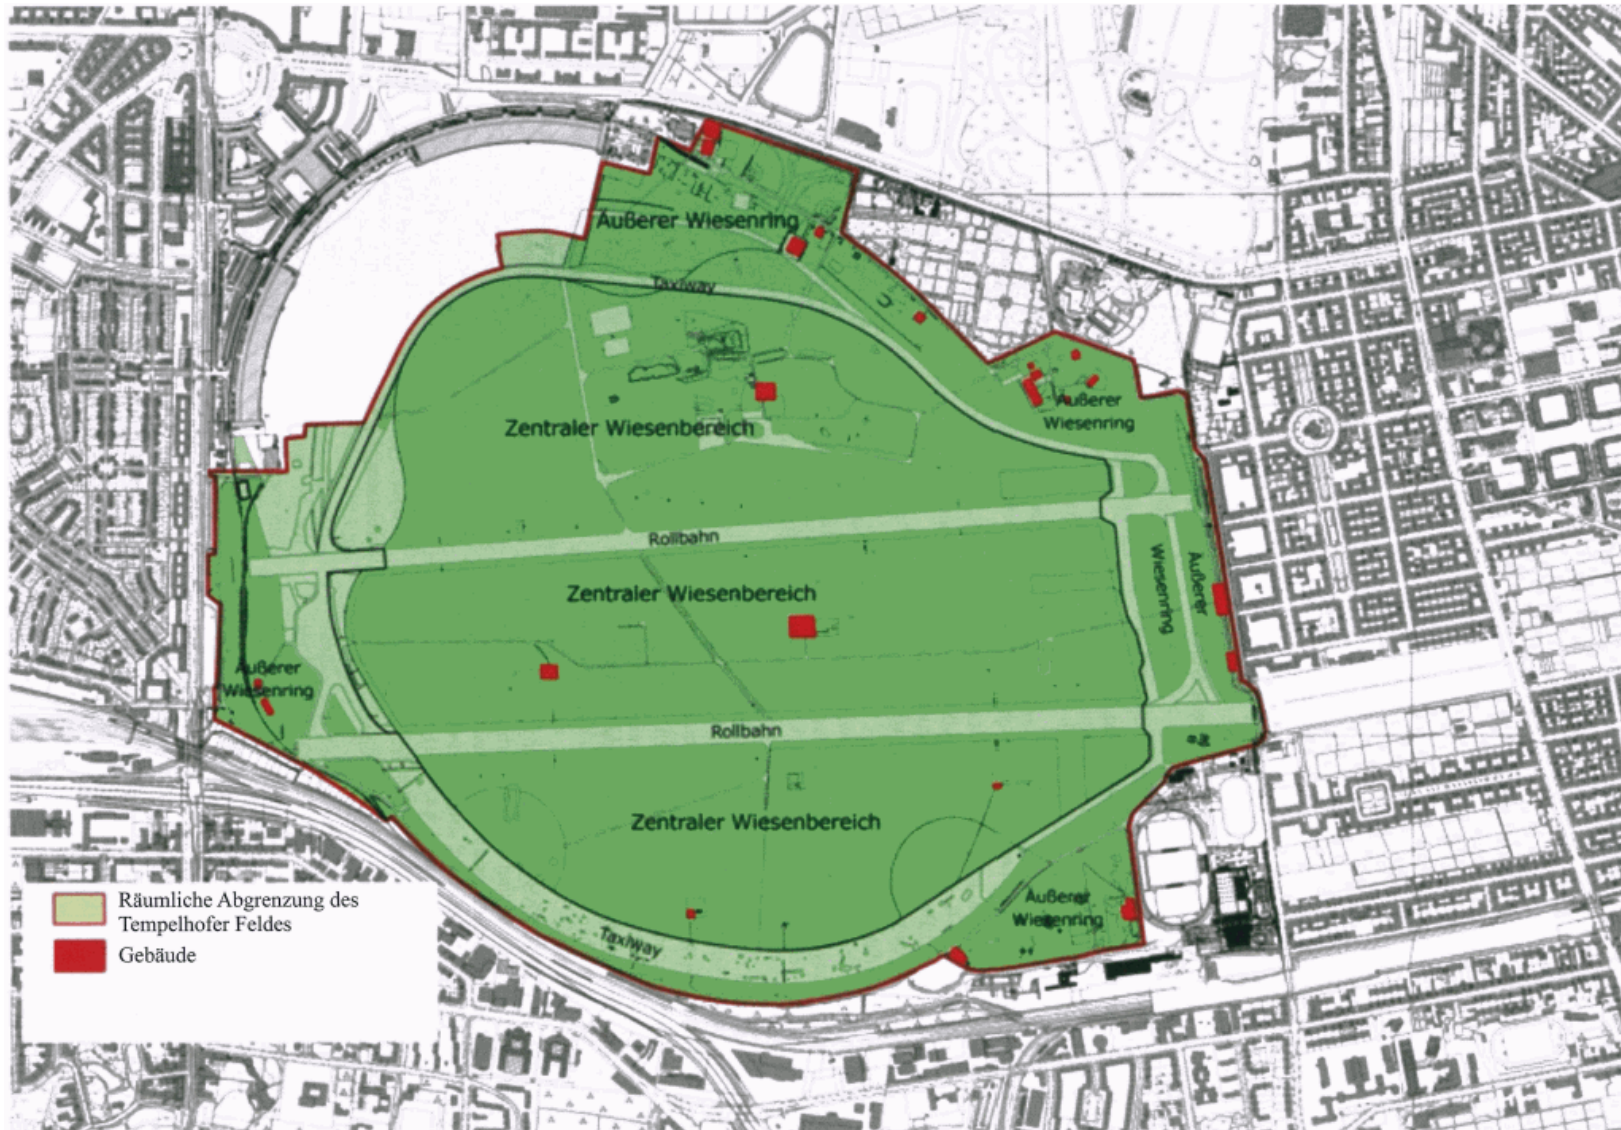 Äußerer Wiesenring
Taxiway
Äußerer
Wiesenring
Zentraler Wiesenbereich
Rollbahn
Äußerer
Wiesenring
Zentraler Wiesenbereich
Äußerer
Wiesenring
Rollbahn
Zentraler Wiesenbereich
Äußerer
Wiesenring
Taxiway
Räumliche Abgrenzung des
Tempelhofer Feldes
Gebäude